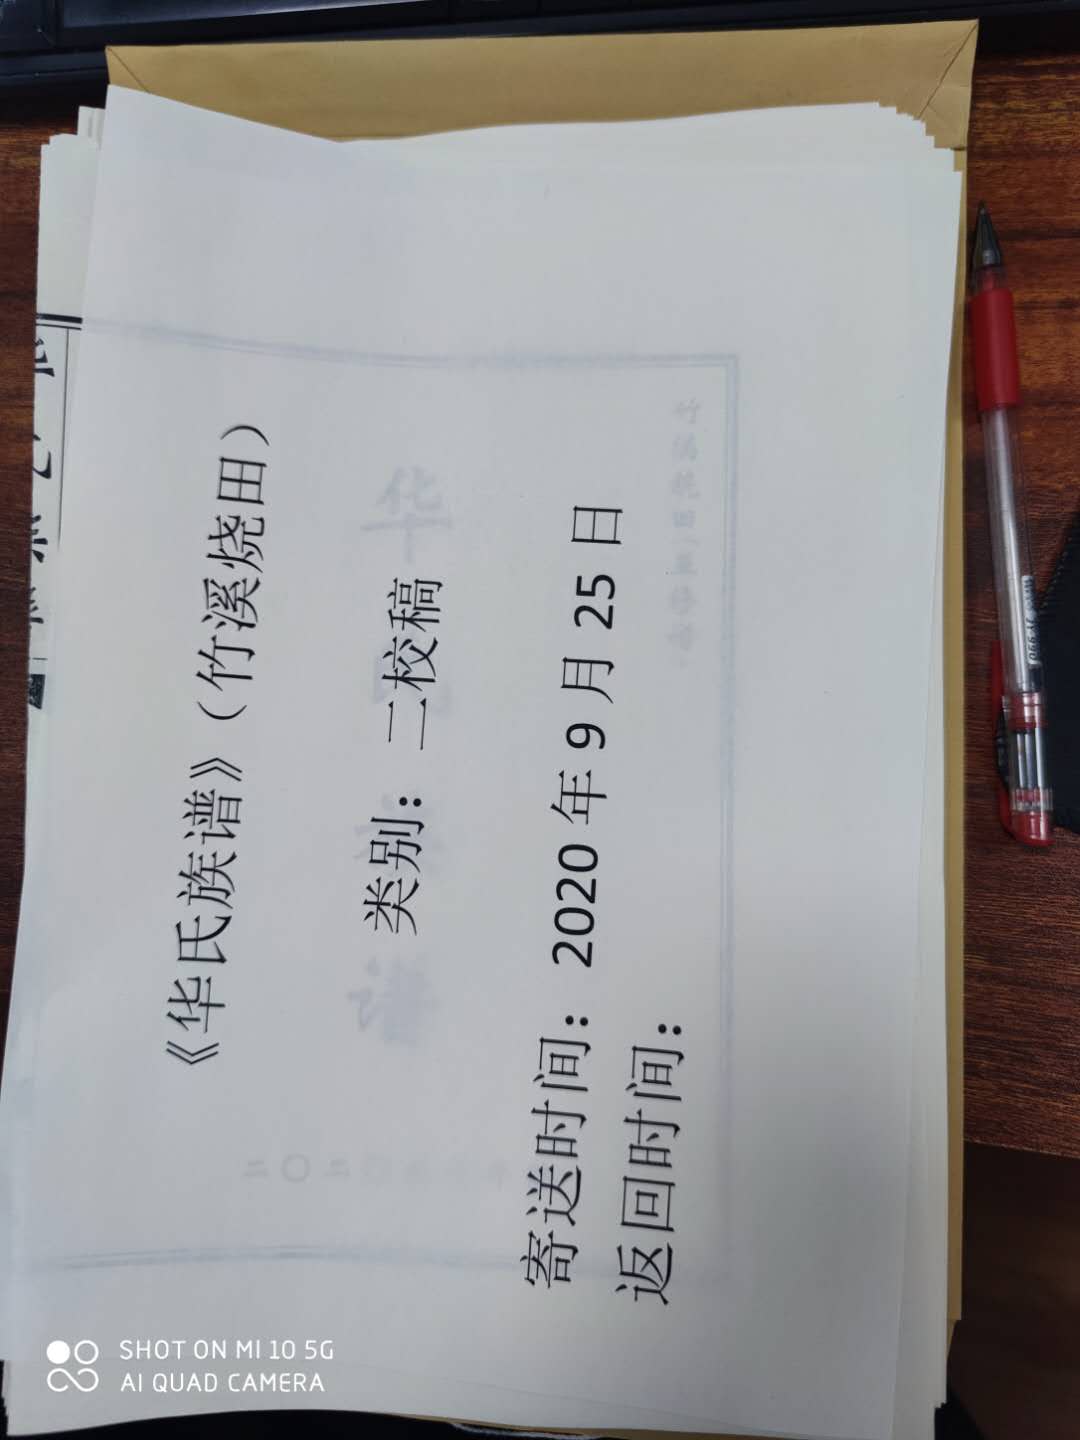 《华氏族谱》（竹溪烧田）
类别：二校稿
寄送时间：2020年9月25日
返回时间：
SHOT ON MI 10 5G
AI QUAD CAMERA